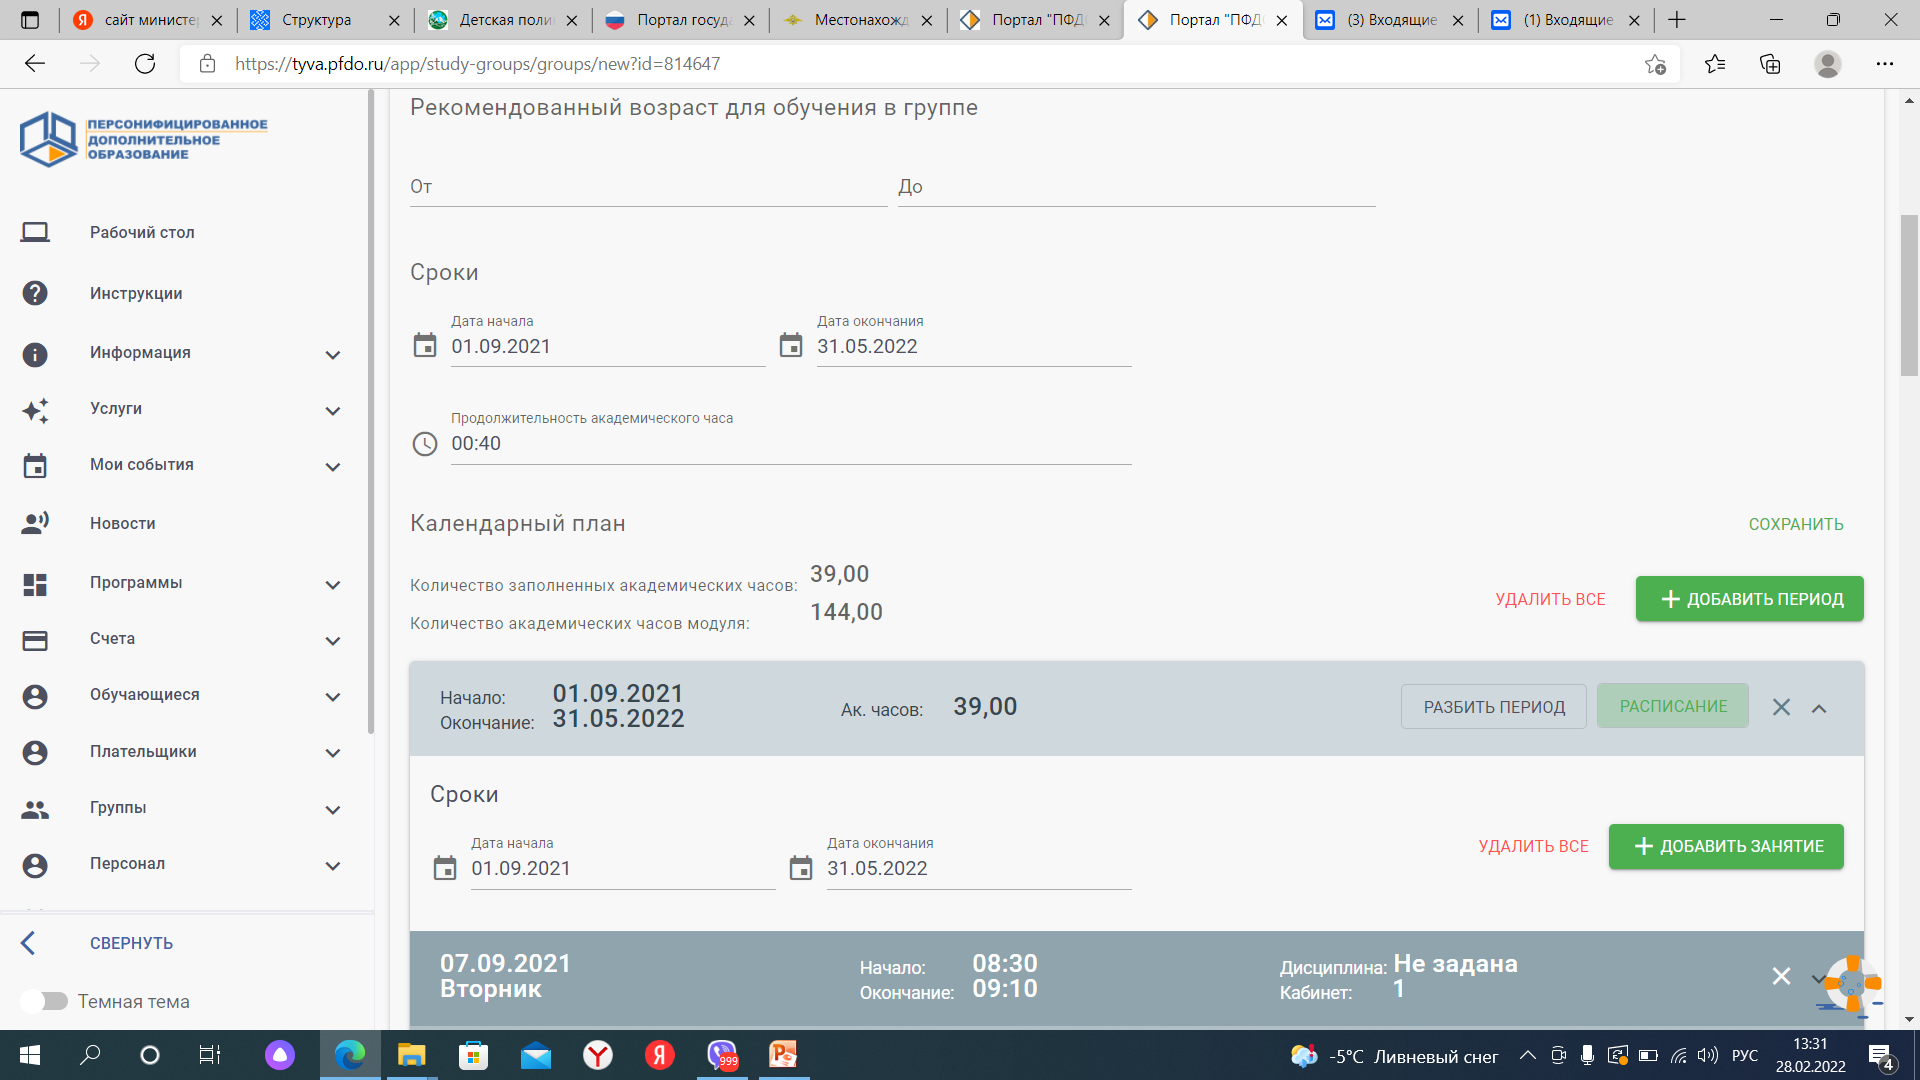 сайт министер
Структура
Детская поли
Портал госуда
Местонахожд
Портал "ПФДО
Портал "ПФДО
(3) Входящие
(1) Входящие
https://tyva.pfdo.ru/app/study-groups/groups/new?id=814647
ПЕРСОНИФИЦИРОВАННОЕ
ДОПОЛНИТЕЛЬНОЕ
ОБРАЗОВАНИЕ
Рабочий стол
Инструкции
Информация
Услуги
Мои события
Новости
Программы
Счета
Обучающиеся
Плательщики
Группы
Персонал
СВЕРНУТЬ
Темная тема
Рекомендованный возраст для обучения в группе
От
До
Сроки
Дата начала
01.09.2021
Дата окончания
31.05.2022
Продолжительность академического часа
00:40
Календарный план
СОХРАНИТЬ
Количество заполненных академических часов: 39,00
Количество академических часов модуля: 144,00
УДАЛИТЬ ВСЕ
ДОБАВИТЬ ПЕРИОД
Начало: 01.09.2021
Окончание: 31.05.2022
Ак. часов: 39,00
РАЗБИТЬ ПЕРИОД
РАСПИСАНИЕ
Сроки
Дата начала
01.09.2021
Дата окончания
31.05.2022
УДАЛИТЬ ВСЕ
ДОБАВИТЬ ЗАНЯТИЕ
07.09.2021
Вторник
Начало: 08:30
Окончание: 09:10
Дисциплина: Не задана
Кабинет: 1
999
-5°C Ливневый снег
РУС
13:31
28.02.2022
4